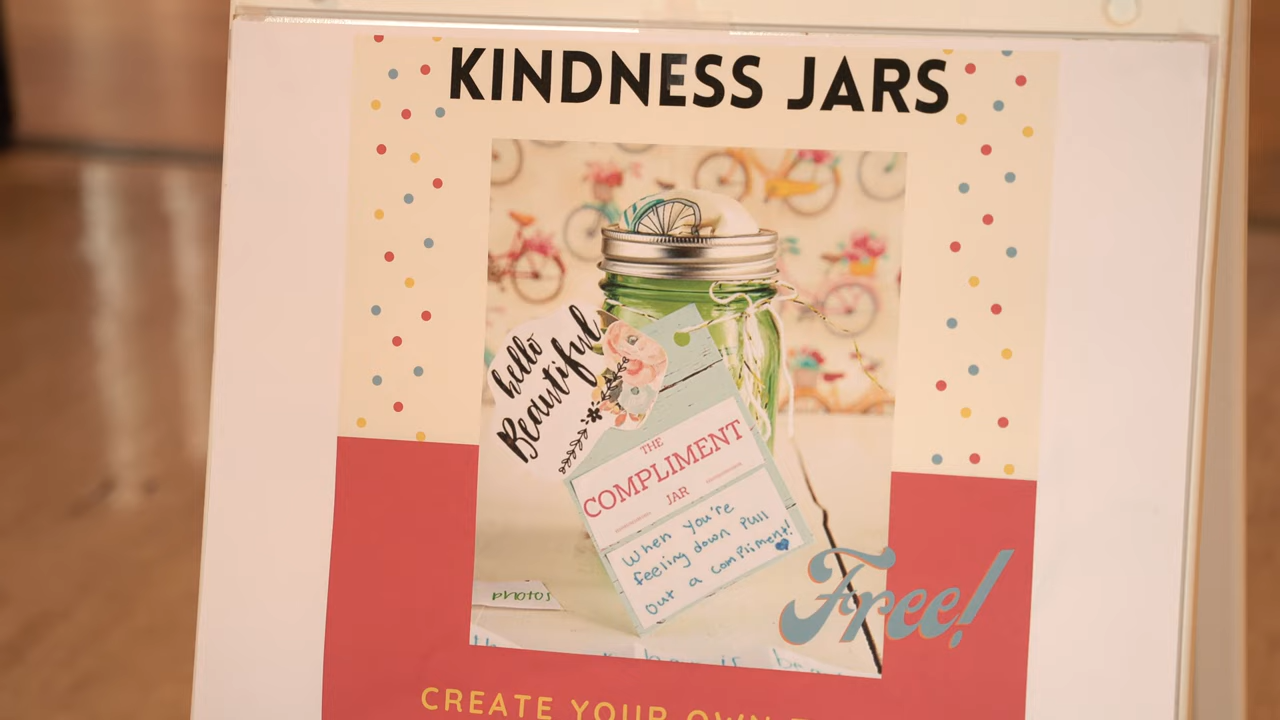 KINDNESS JARS
hello
Beautiful
THE
COMPLIMENT
JAR
When you're
feeling down pull
out a compliment!
Free!
photos
CREATE YOUR OWN